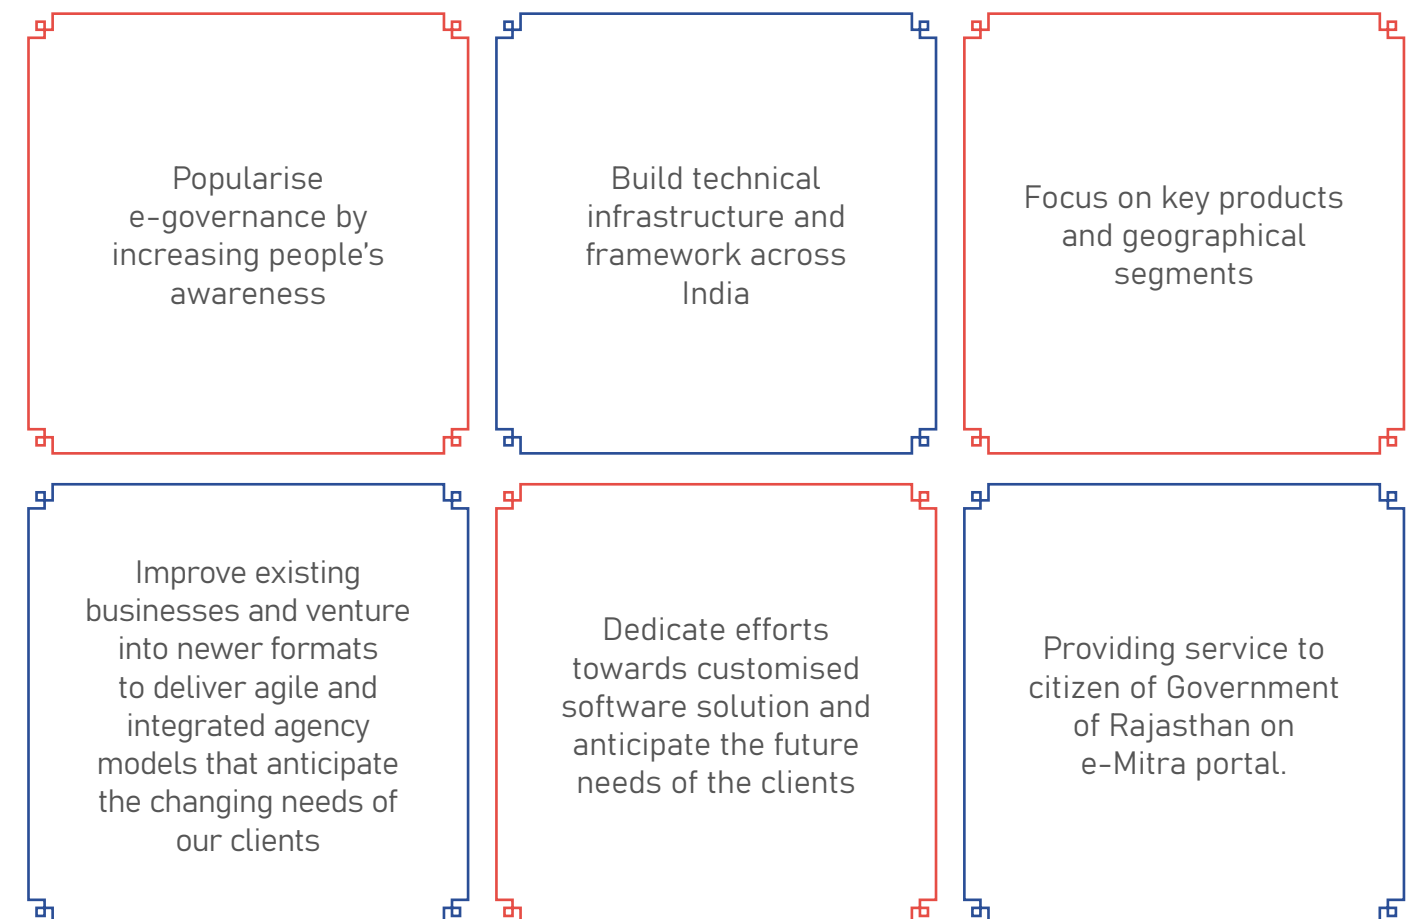 Popularise
e-governance by
increasing people's
awareness
Build technical
infrastructure and
framework across
India
Focus on key products
and geographical
segments
Improve existing
businesses and venture
into newer formats
to deliver agile and
integrated agency
models that anticipate
the changing needs of
our clients
Dedicate efforts
towards customised
software solution and
anticipate the future
needs of the clients
Providing service to
citizen of Government
of Rajasthan on
e-Mitra portal.